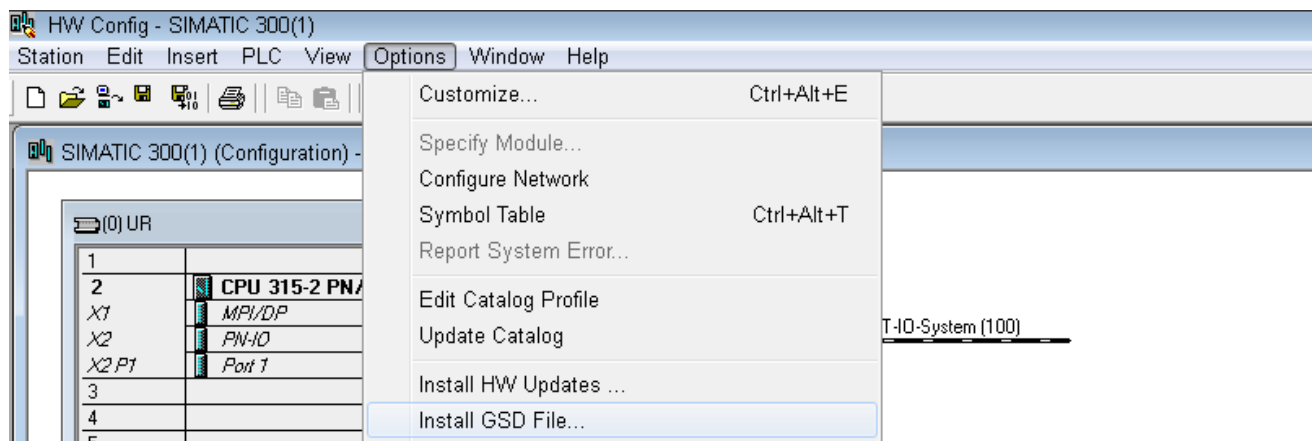 HW Config - SIMATIC 300(1)
Station Edit Insert PLC View Options Window Help
Customize... Ctrl+Alt+E
SIMATIC 300(1) (Configuration) -
Specify Module...
Configure Network
Symbol Table Ctrl+Alt+T
Report System Error...
(0) UR
1
2 CPU 315-2 PN/
X1 MPI/DP
X2 PN-IO
X2 P1 Port 1
3
4
Edit Catalog Profile
Update Catalog
T-IO-System (100)
Install HW Updates ...
Install GSD File...